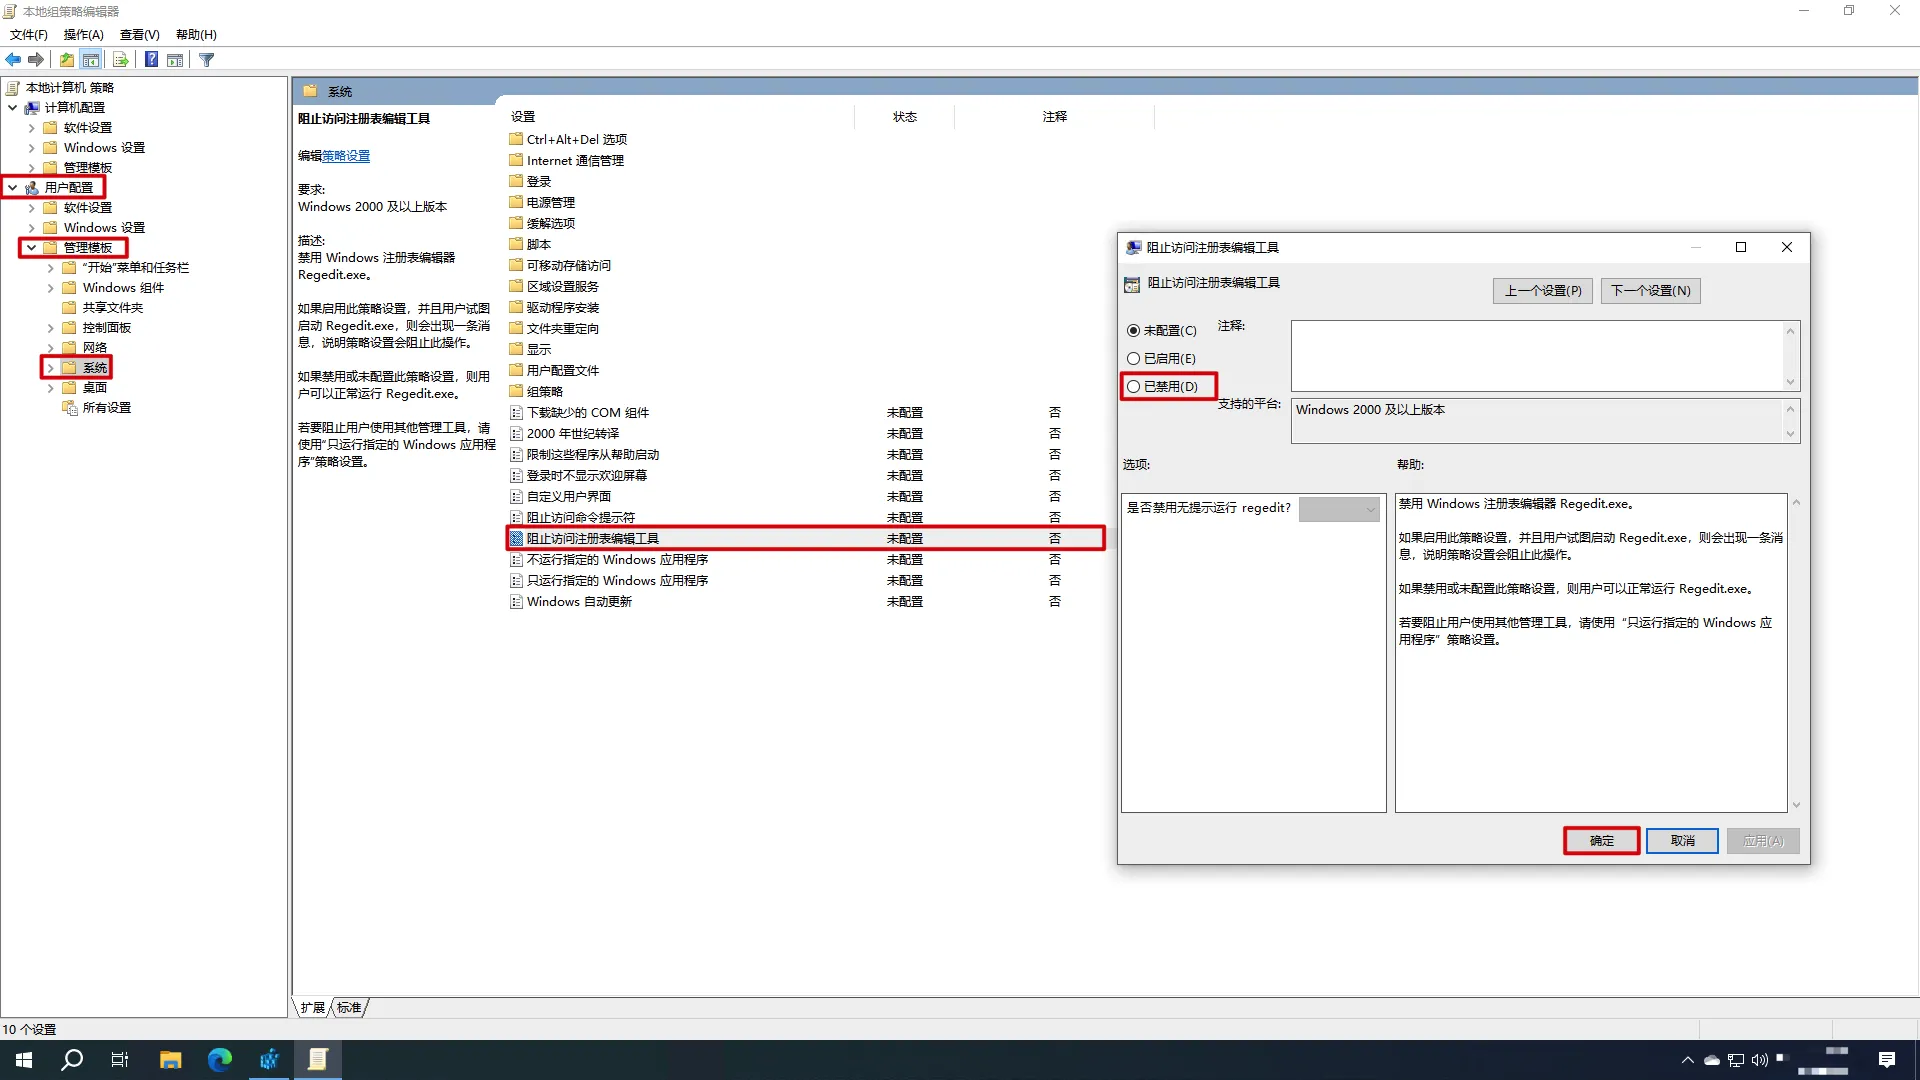 本地组策略编辑器
文件(F) 操作(A) 查看(V) 帮助(H)
本地计算机 策略
计算机配置
软件设置
Windows 设置
管理模板
用户配置
软件设置
Windows 设置
管理模板
"开始"菜单和任务栏
Windows 组件
共享文件夹
控制面板
网络
系统
桌面
所有设置
系统
阻止访问注册表编辑工具
编辑策略设置
要求:
Windows 2000 及以上版本
描述:
禁用 Windows 注册表编辑器
Regedit.exe。
如果启用此策略设置，并且用户试图
启动 Regedit.exe，则会出现一条消
息，说明策略设置会阻止此操作。
如果禁用或未配置此策略设置，则用
户可以正常运行 Regedit.exe。
若要阻止用户使用其他管理工具，请
使用"只运行指定的 Windows 应用程
序"策略设置。
设置 状态 注释
Ctrl+Alt+Del 选项
Internet 通信管理
登录
电源管理
缓解选项
脚本
可移动存储访问
区域设置服务
驱动程序安装
文件夹重定向
显示
用户配置文件
组策略
下载缺少的 COM 组件 未配置 否
2000 年世纪转译 未配置 否
限制这些程序从帮助启动 未配置 否
登录时不显示欢迎屏幕 未配置 否
自定义用户界面 未配置 否
阻止访问命令提示符 未配置 否
阻止访问注册表编辑工具 未配置 否
不运行指定的 Windows 应用程序 未配置 否
只运行指定的 Windows 应用程序 未配置 否
Windows 自动更新 未配置 否
扩展 标准
10 个设置
阻止访问注册表编辑工具
阻止访问注册表编辑工具
上一个设置(P) 下一个设置(N)
未配置(C) 注释:
已启用(E)
已禁用(D)
支持的平台: Windows 2000 及以上版本
选项: 帮助:
是否禁用无提示运行 regedit?
禁用 Windows 注册表编辑器 Regedit.exe。
如果启用此策略设置，并且用户试图启动 Regedit.exe，则会出现一条消
息，说明策略设置会阻止此操作。
如果禁用或未配置此策略设置，则用户可以正常运行 Regedit.exe。
若要阻止用户使用其他管理工具，请使用"只运行指定的 Windows 应
用程序"策略设置。
确定 取消 应用(A)